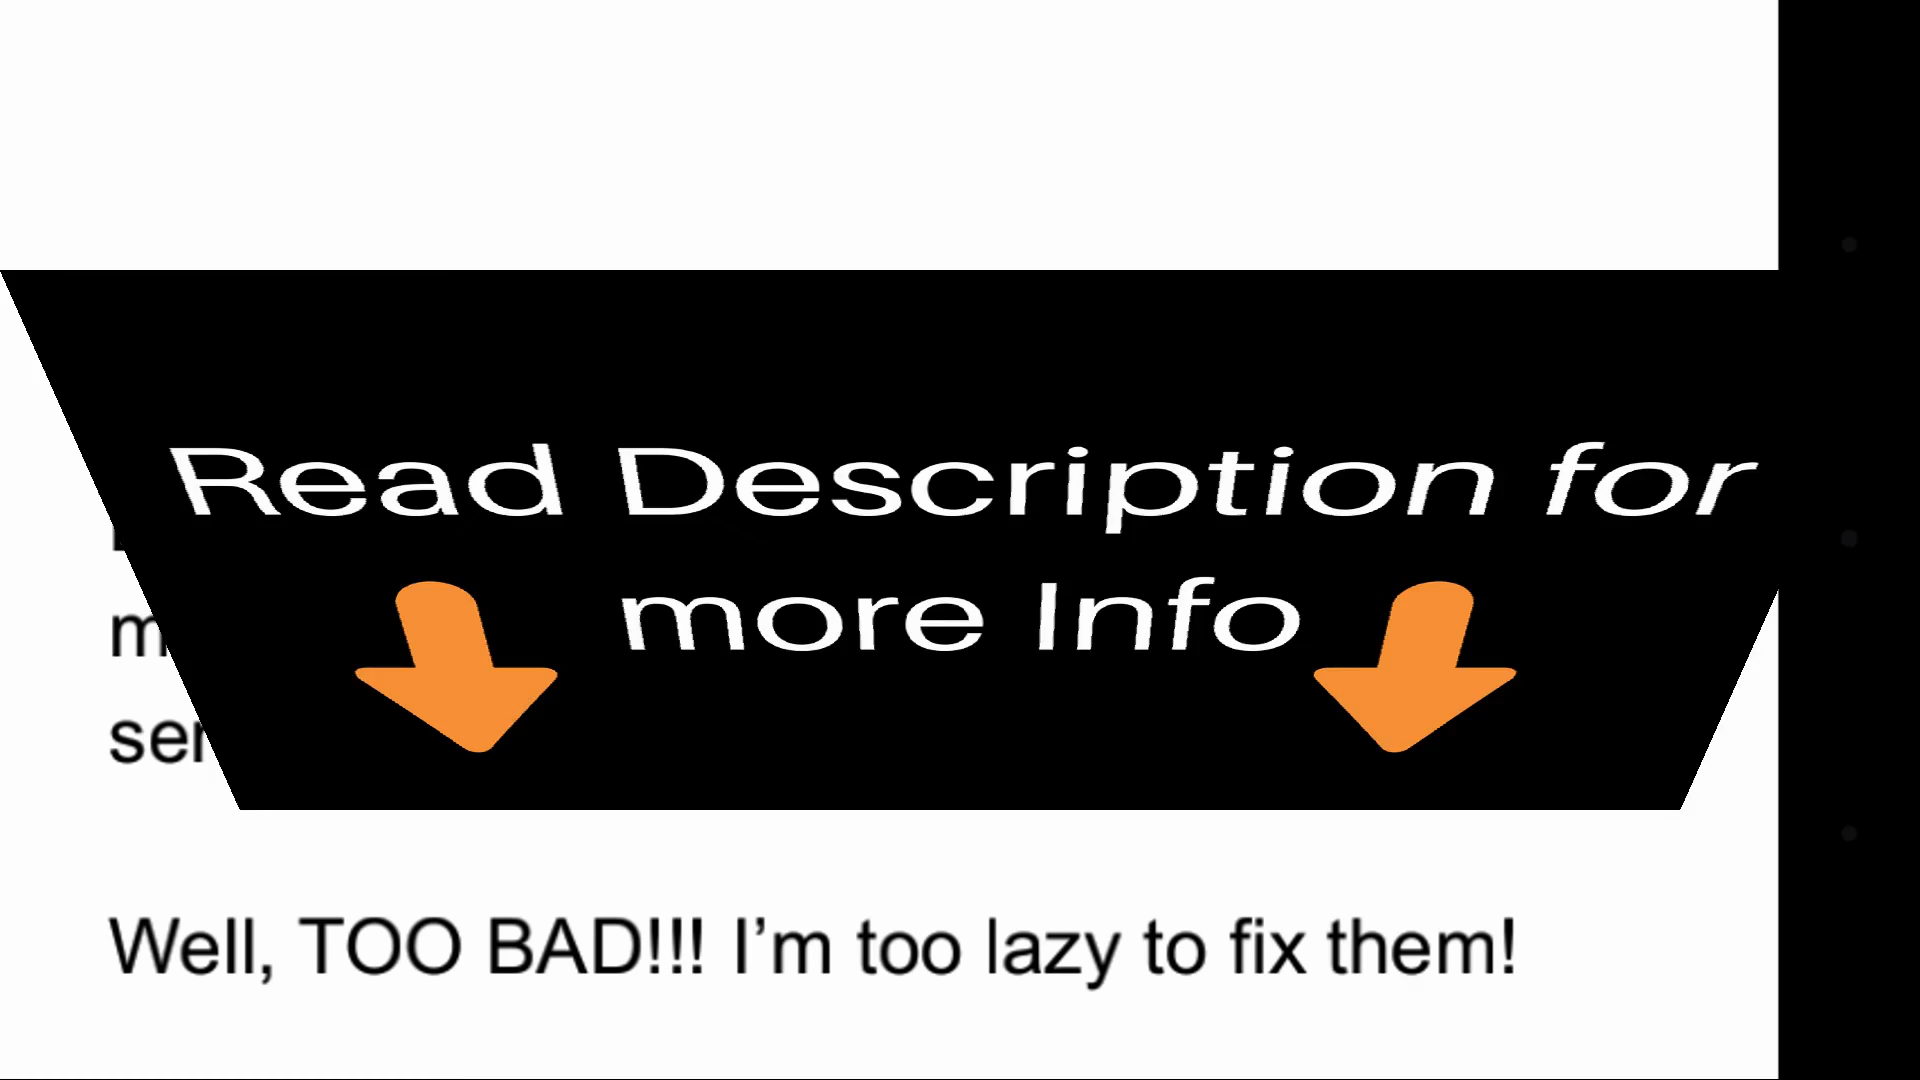 Read Description for
more Info
Well, TOO BAD!!! I’m too lazy to fix them!